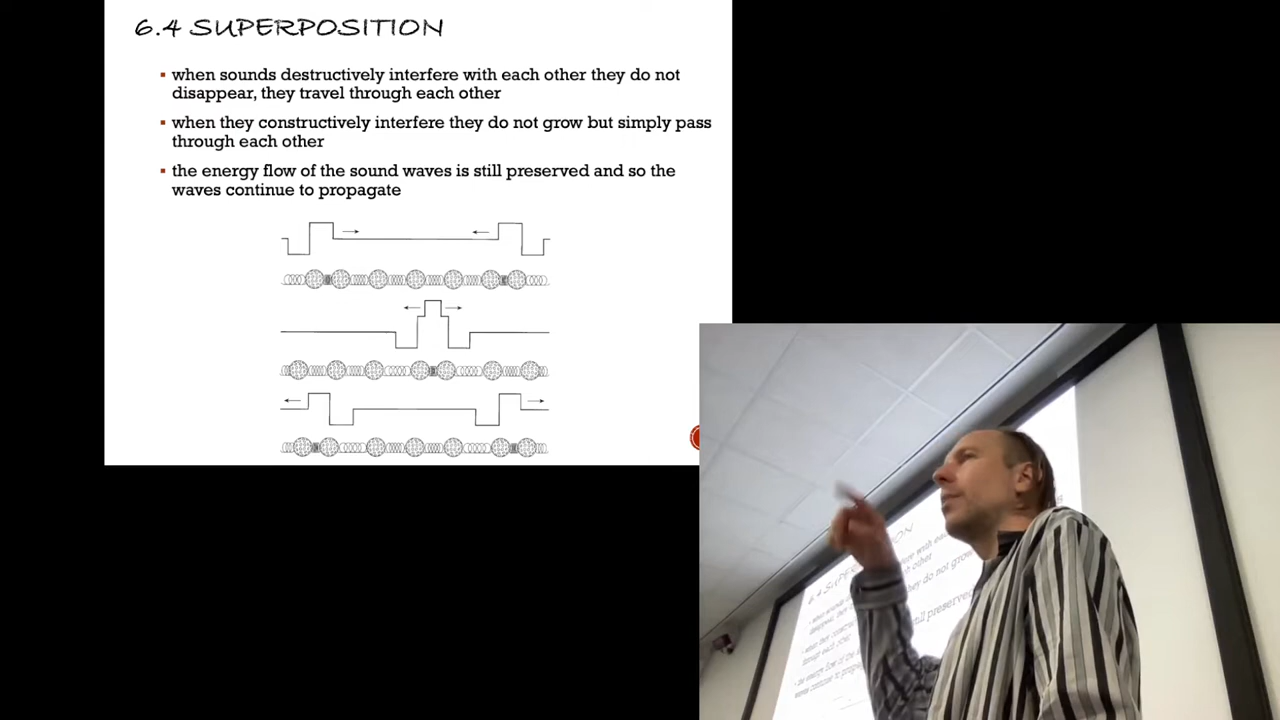 6.4 SUPERPOSITION
▪ when sounds destructively interfere with each other they do not
disappear, they travel through each other
▪ when they constructively interfere they do not grow but simply pass
through each other
▪ the energy flow of the sound waves is still preserved and so the
waves continue to propagate